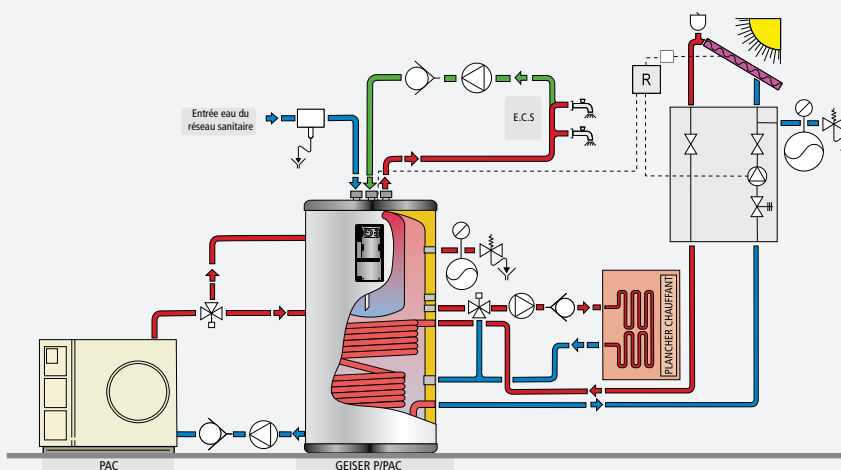 R
Entrée eau du
réseau sanitaire
E.C.S
PLANCHER CHAUFFANT
PAC
GEISER P/PAC